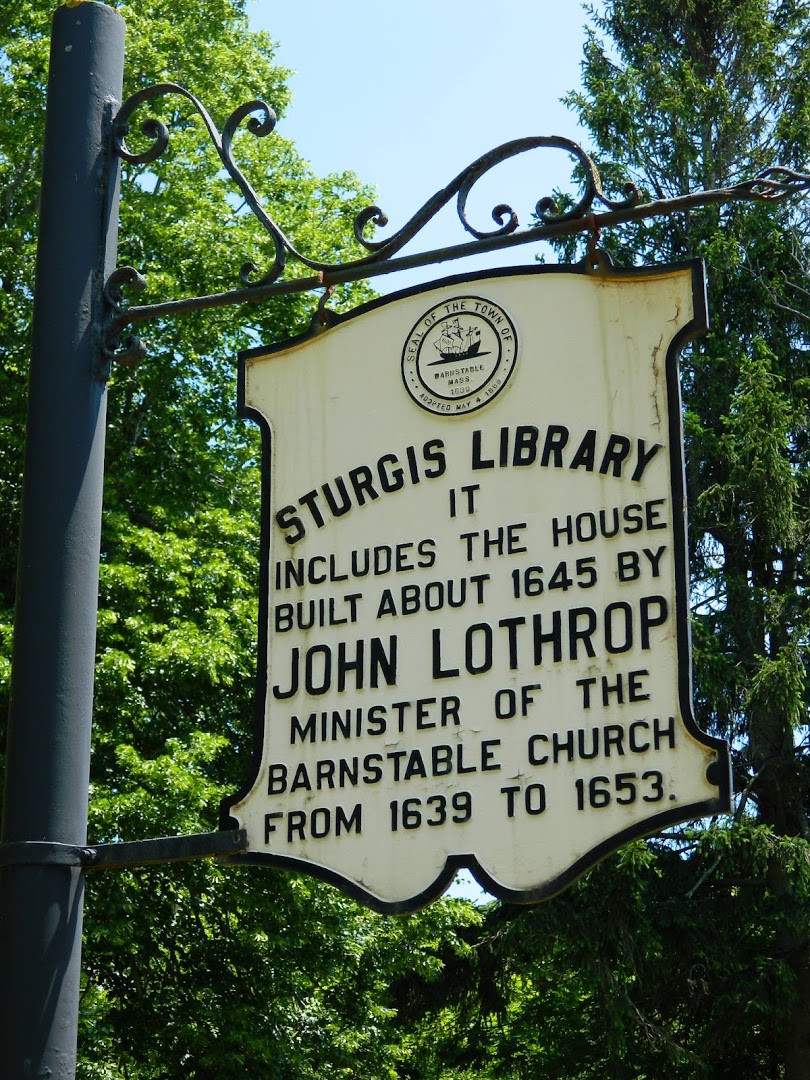 SEAL OF THE TOWN OF
BARNSTABLE
MASS.
1639
ADOPTED MAY 4, 1889
STURGIS LIBRARY
IT
INCLUDES THE HOUSE
BUILT ABOUT 1645 BY
JOHN LOTHROP
MINISTER OF THE
BARNSTABLE CHURCH
FROM 1639 TO 1653.